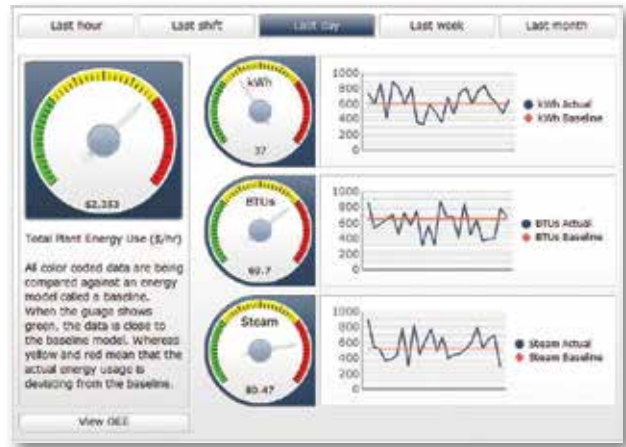 Last hour
Last shift
Last day
Last week
Last month
62.353
Total Plant Energy Use ($/hr)
All color coded data are being
compared against an energy
model called a baseline.
When the guage shows
green, the data is close to
the baseline model. Whereas
yellow and red mean that the
actual energy usage is
deviating from the baseline.
View OEE
kWh
37
1000
800
600
400
200
0
kWh Actual
kWh Baseline
BTUs
69.7
1000
800
600
400
200
0
BTUs Actual
BTUs Baseline
Steam
80.47
1000
800
600
400
200
0
Steam Actual
Steam Baseline